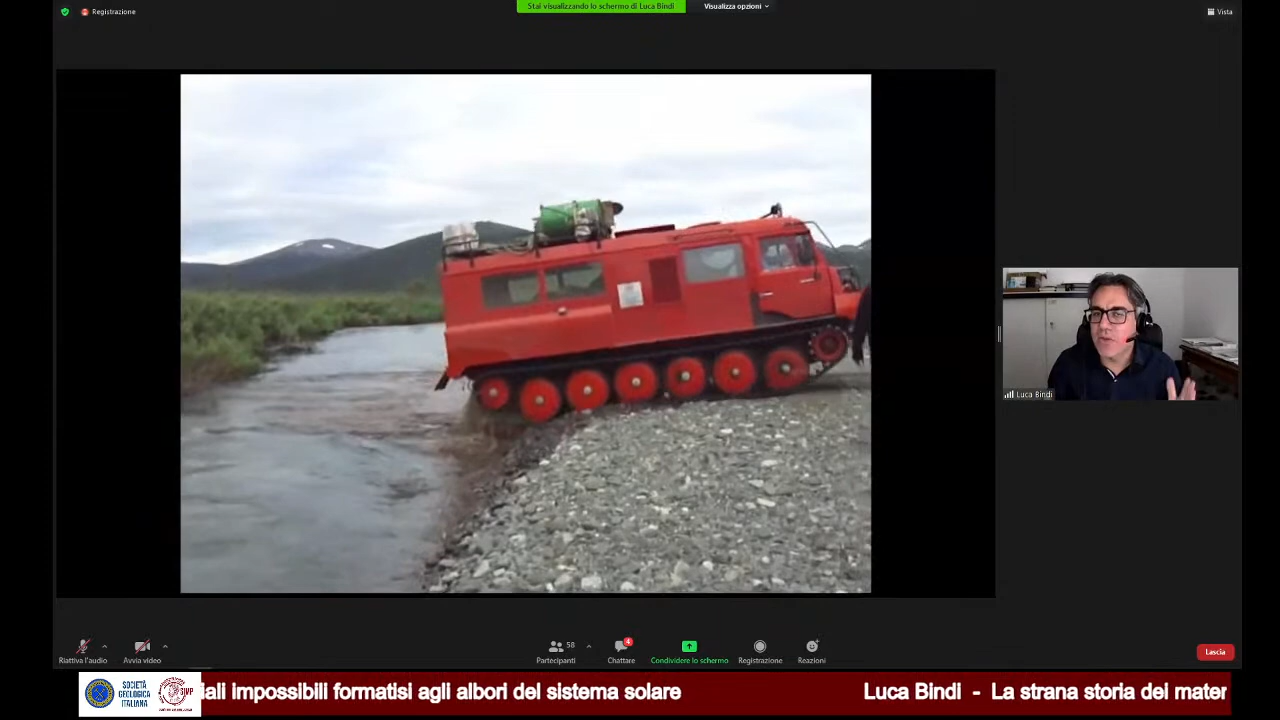 Registrazione
Stai visualizzando lo schermo di Luca Bindi
Visualizza opzioni
Vista
Luca Bindi
Riattiva l'audio
Avvia video
Partecipanti
58
Chattare
4
Condividere lo schermo
Registrazione
Reazioni
Lascia
SOCIETÀ
GEOLOGICA
ITALIANA
iali impossibili formatisi agli albori del sistema solare
Luca Bindi - La strana storia dei mater